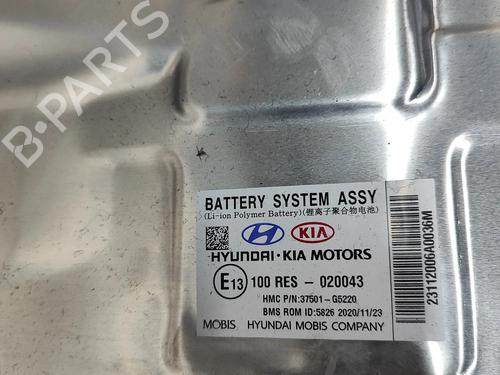 B-PARTS
BATTERY SYSTEM ASSY
(Li-ion Polymer Battery)(锂离子聚合物电池)
KIA
HYUNDAI·KIA MOTORS
E13 100 RES - 020043
HMC P/N:37501-G5220
BMS ROM ID:5826 2020/11/23
MOBIS HYUNDAI MOBIS COMPANY
23112006A0036M